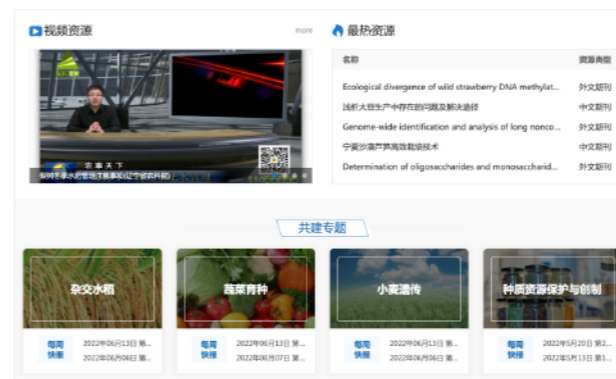 视频资源
more
农事天下
最热资源
名称 资源类型
Ecological divergence of wild strawberry DNA methylat... 外文期刊
浅析大豆生产中存在的问题及解决途径 中文期刊
Genome-wide identification and analysis of long nonco... 外文期刊
宁夏沙漠芦笋高效栽培技术 中文期刊
Determination of oligosaccharides and monosaccharid... 外文期刊
共建专题
杂交水稻
每周快报
2022年06月13日 第...
2022年06月06日 第...
蔬菜育种
每周快报
2022年06月13日 第...
2022年06月07日 第...
小麦遗传
每周快报
2022年06月13日 第...
2022年06月06日 第...
种质资源保护与创制
每周快报
2022年5月20日 第2...
2022年5月13日 第1...